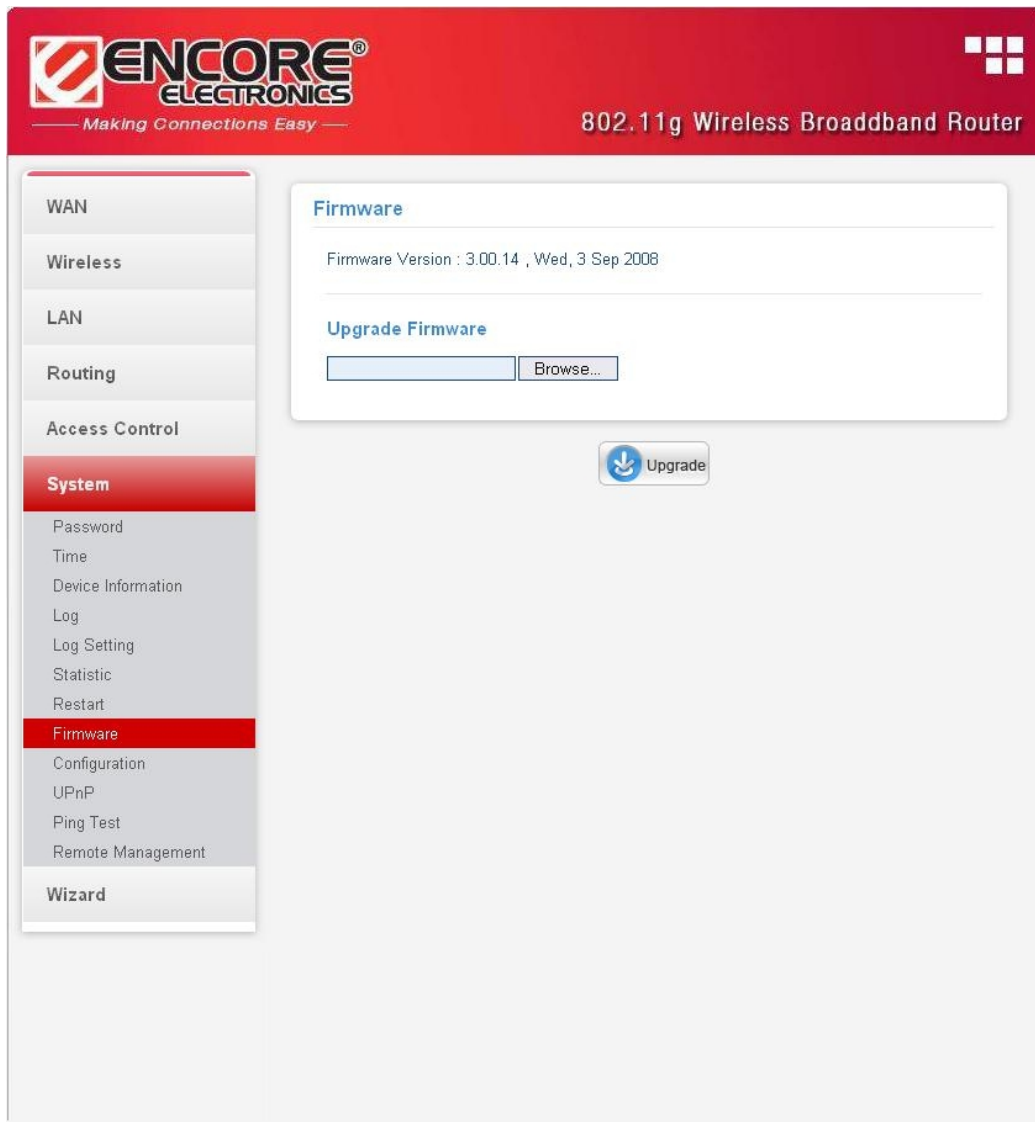 ENCORE®
ELECTRONICS
Making Connections Easy
802.11g Wireless Broaddband Router
WAN
Wireless
LAN
Routing
Access Control
System
Password
Time
Device Information
Log
Log Setting
Statistic
Restart
Firmware
Configuration
UPnP
Ping Test
Remote Management
Wizard
Firmware
Firmware Version : 3.00.14 , Wed, 3 Sep 2008
Upgrade Firmware
Browse...
Upgrade